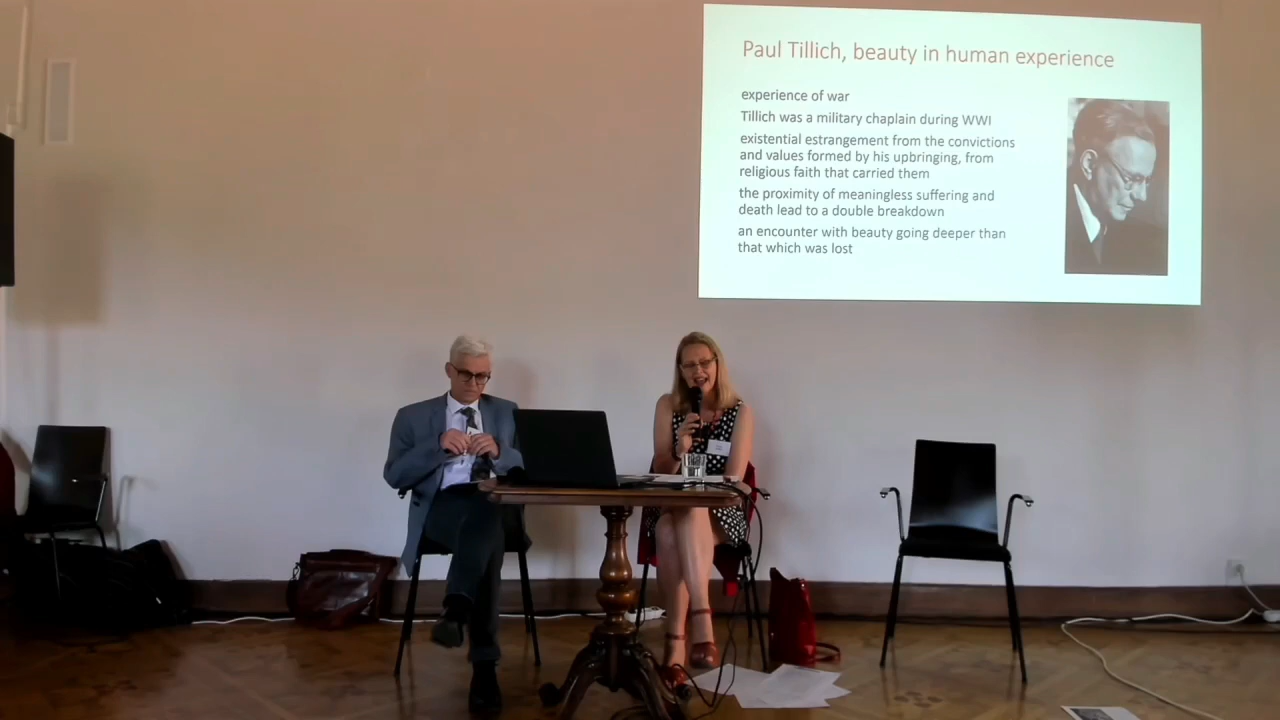 Paul Tillich, beauty in human experience
experience of war
Tillich was a military chaplain during WWI
existential estrangement from the convictions
and values formed by his upbringing, from
religious faith that carried them
the proximity of meaningless suffering and
death lead to a double breakdown
an encounter with beauty going deeper than
that which was lost